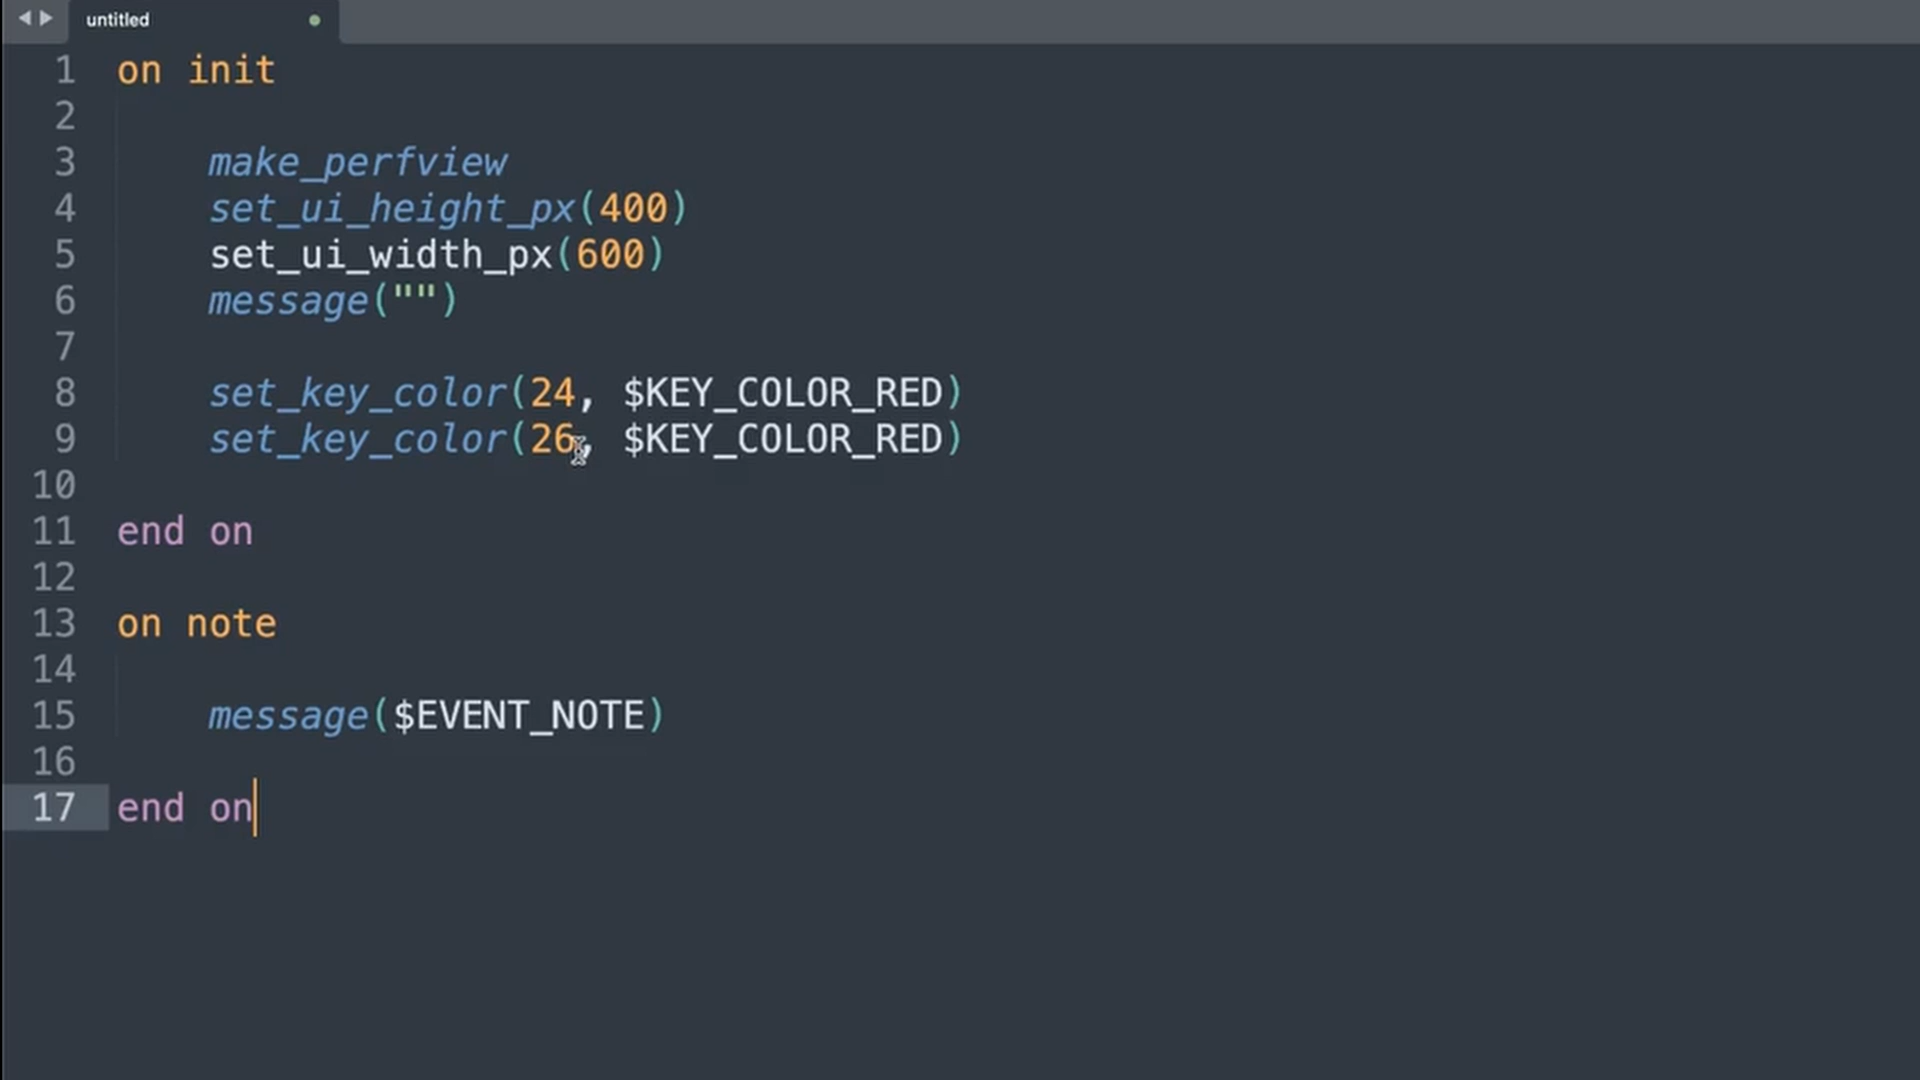 untitled
1 on init
2
3 make_perfview
4 set_ui_height_px(400)
5 set_ui_width_px(600)
6 message("")
7
8 set_key_color(24, $KEY_COLOR_RED)
9 set_key_color(26, $KEY_COLOR_RED)
10
11 end on
12
13 on note
14
15 message($EVENT_NOTE)
16
17 end on